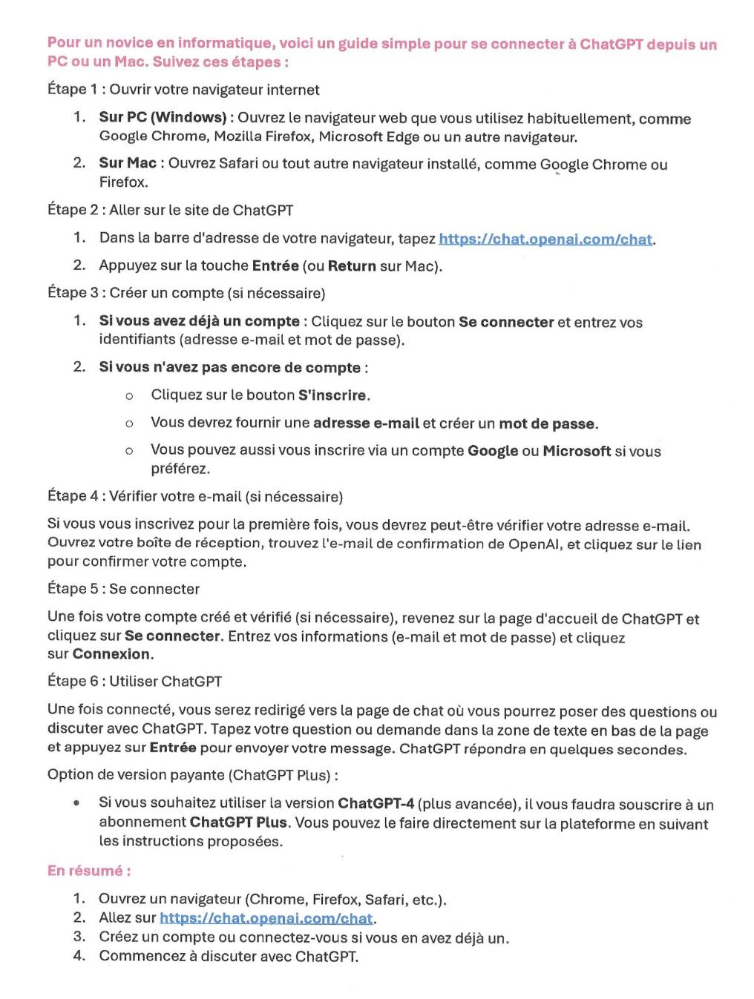 Pour un novice en informatique, voici un guide simple pour se connecter à ChatGPT depuis un
PC ou un Mac. Suivez ces étapes :
Étape 1 : Ouvrir votre navigateur internet
1. Sur PC (Windows) : Ouvrez le navigateur web que vous utilisez habituellement, comme
Google Chrome, Mozilla Firefox, Microsoft Edge ou un autre navigateur.
2. Sur Mac : Ouvrez Safari ou tout autre navigateur installé, comme Google Chrome ou
Firefox.
Étape 2 : Aller sur le site de ChatGPT
1. Dans la barre d'adresse de votre navigateur, tapez https://chat.openai.com/chat.
2. Appuyez sur la touche Entrée (ou Return sur Mac).
Étape 3 : Créer un compte (si nécessaire)
1. Si vous avez déjà un compte : Cliquez sur le bouton Se connecter et entrez vos
identifiants (adresse e-mail et mot de passe).
2. Si vous n'avez pas encore de compte :
o Cliquez sur le bouton S'inscrire.
o Vous devrez fournir une adresse e-mail et créer un mot de passe.
o Vous pouvez aussi vous inscrire via un compte Google ou Microsoft si vous
préférez.
Étape 4 : Vérifier votre e-mail (si nécessaire)
Si vous vous inscrivez pour la première fois, vous devrez peut-être vérifier votre adresse e-mail.
Ouvrez votre boîte de réception, trouvez l'e-mail de confirmation de OpenAI, et cliquez sur le lien
pour confirmer votre compte.
Étape 5 : Se connecter
Une fois votre compte créé et vérifié (si nécessaire), revenez sur la page d'accueil de ChatGPT et
cliquez sur Se connecter. Entrez vos informations (e-mail et mot de passe) et cliquez
sur Connexion.
Étape 6 : Utiliser ChatGPT
Une fois connecté, vous serez redirigé vers la page de chat où vous pourrez poser des questions ou
discuter avec ChatGPT. Tapez votre question ou demande dans la zone de texte en bas de la page
et appuyez sur Entrée pour envoyer votre message. ChatGPT répondra en quelques secondes.
Option de version payante (ChatGPT Plus) :
• Si vous souhaitez utiliser la version ChatGPT-4 (plus avancée), il vous faudra souscrire à un
abonnement ChatGPT Plus. Vous pouvez le faire directement sur la plateforme en suivant
les instructions proposées.
En résumé :
1. Ouvrez un navigateur (Chrome, Firefox, Safari, etc.).
2. Allez sur https://chat.openai.com/chat.
3. Créez un compte ou connectez-vous si vous en avez déjà un.
4. Commencez à discuter avec ChatGPT.